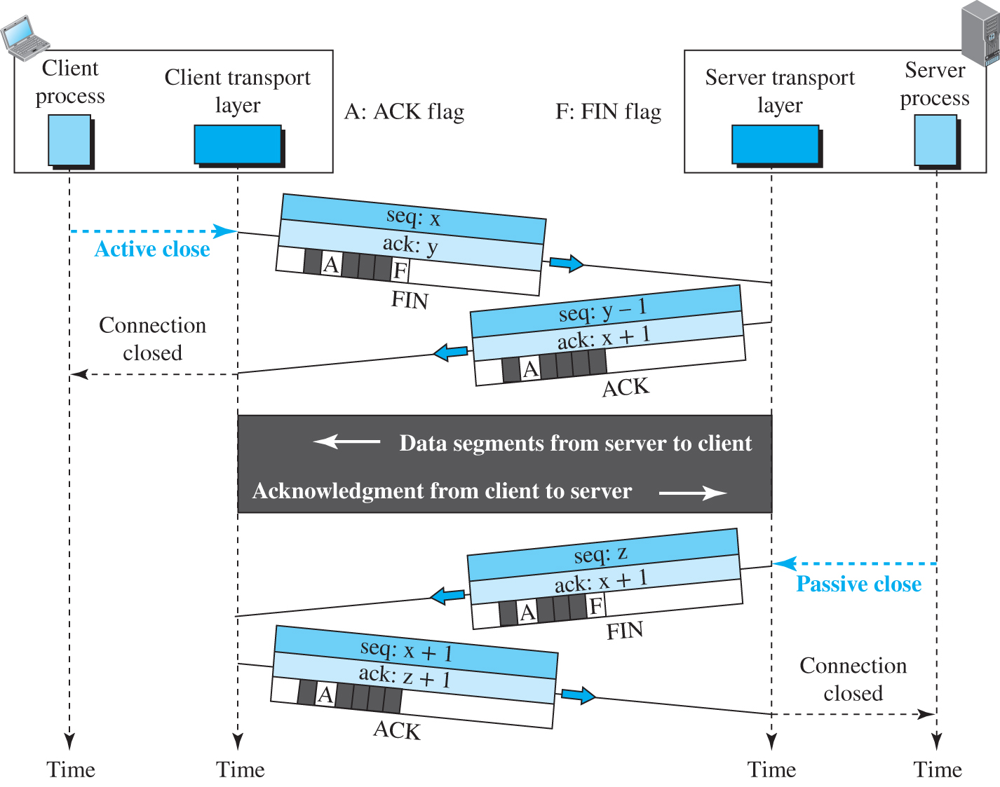 Client
process
Client transport
layer
A: ACK flag
F: FIN flag
Server transport
layer
Server
process
Active close
seq: x
ack: y
A
F
FIN
seq: y – 1
ack: x + 1
A
ACK
Connection
closed
Data segments from server to client
Acknowledgment from client to server
seq: z
ack: x + 1
A
F
FIN
Passive close
seq: x + 1
ack: z + 1
A
ACK
Connection
closed
Time
Time
Time
Time